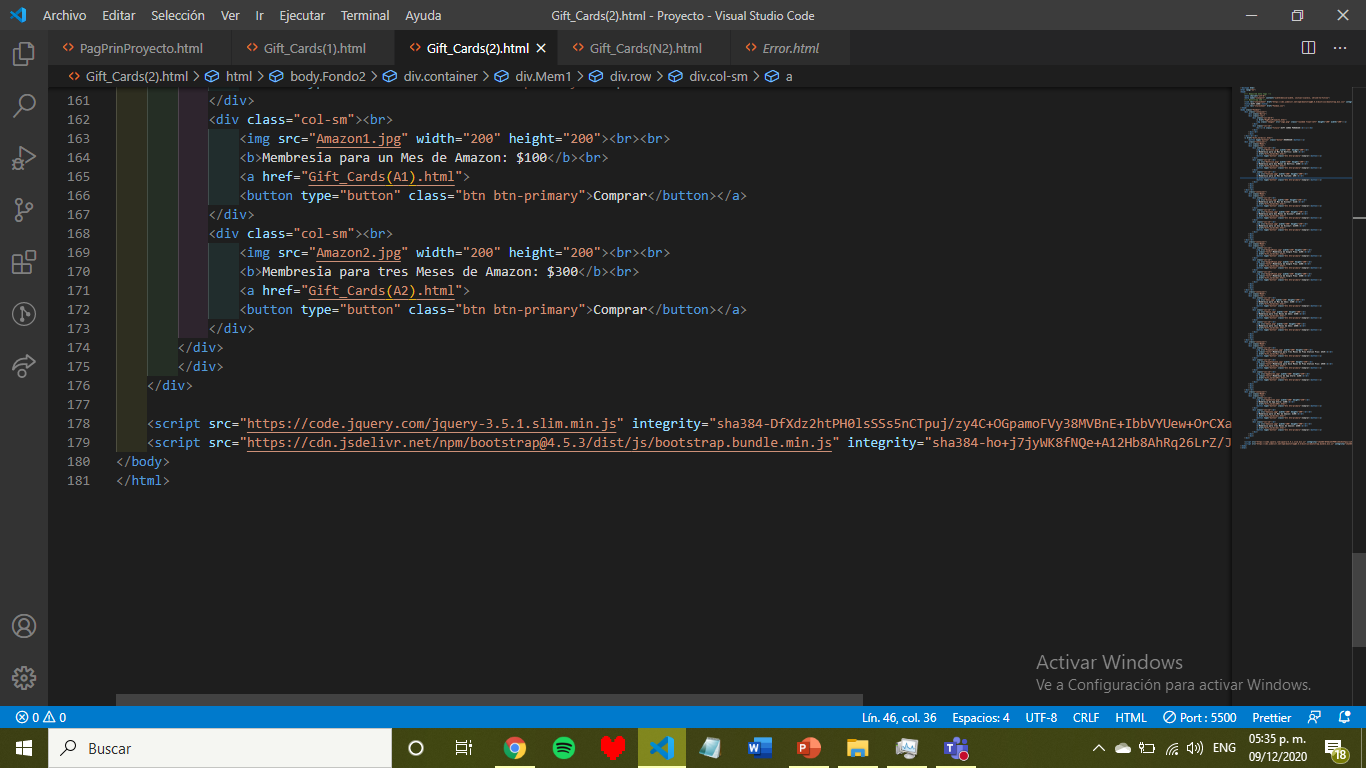 Archivo Editar Selección Ver Ir Ejecutar Terminal Ayuda Gift_Cards(2).html - Proyecto - Visual Studio Code
PagPrinProyecto.html Gift_Cards(1).html Gift_Cards(2).html Gift_Cards(N2).html Error.html
Gift_Cards(2).html > html > body.Fondo2 > div.container > div.Mem1 > div.row > div.col-sm > a
161 </div>
162 <div class="col-sm"><br>
163 <img src="Amazon1.jpg" width="200" height="200"><br><br>
164 <b>Membresia para un Mes de Amazon: $100</b><br>
165 <a href="Gift_Cards(A1).html">
166 <button type="button" class="btn btn-primary">Comprar</button></a>
167 </div>
168 <div class="col-sm"><br>
169 <img src="Amazon2.jpg" width="200" height="200"><br><br>
170 <b>Membresia para tres Meses de Amazon: $300</b><br>
171 <a href="Gift_Cards(A2).html">
172 <button type="button" class="btn btn-primary">Comprar</button></a>
173 </div>
174 </div>
175 </div>
176 </div>
177
178 <script src="https://code.jquery.com/jquery-3.5.1.slim.min.js" integrity="sha384-DfXdz2htPH0lsSSs5nCTpuj/zy4C+OGpamoFVy38MVBnE+IbbVYUew+OrCXa
179 <script src="https://cdn.jsdelivr.net/npm/bootstrap@4.5.3/dist/js/bootstrap.bundle.min.js" integrity="sha384-ho+j7jyWK8fNQe+A12Hb8AhRq26LrZ/J
180 </body>
181 </html>
Activar Windows
Ve a Configuración para activar Windows.
0 0 Lín. 46, col. 36 Espacios: 4 UTF-8 CRLF HTML Port : 5500 Prettier
Buscar ENG 05:35 p. m.
09/12/2020 18